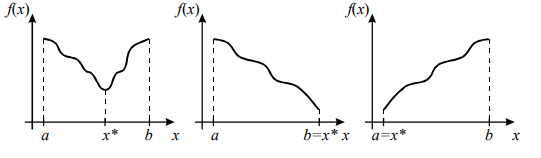 f(x) f(x) f(x)
a x* b x a b=x* x a=x* b x